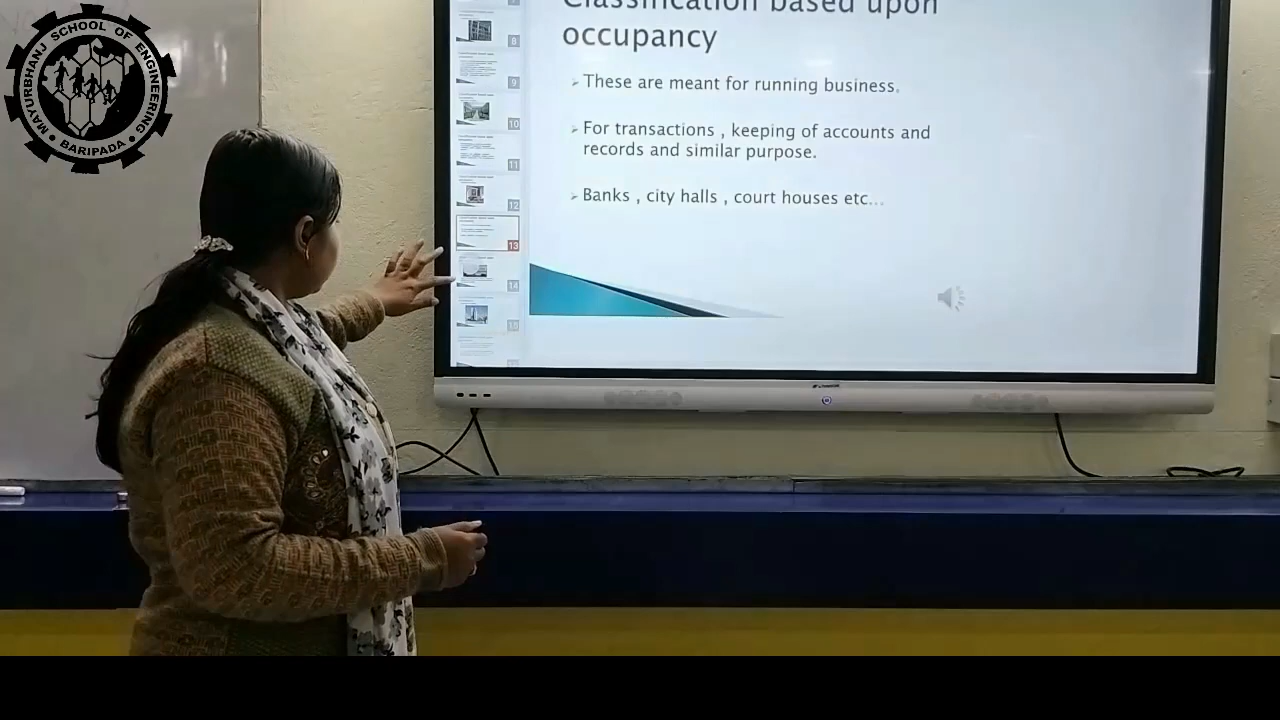 MAYURBHANJ SCHOOL OF ENGINEERING
• BARIPADA •
Classification based upon
occupancy
These are meant for running business.
For transactions , keeping of accounts and
records and similar purpose.
Banks , city halls , court houses etc...
8
9
10
11
12
13
14
15